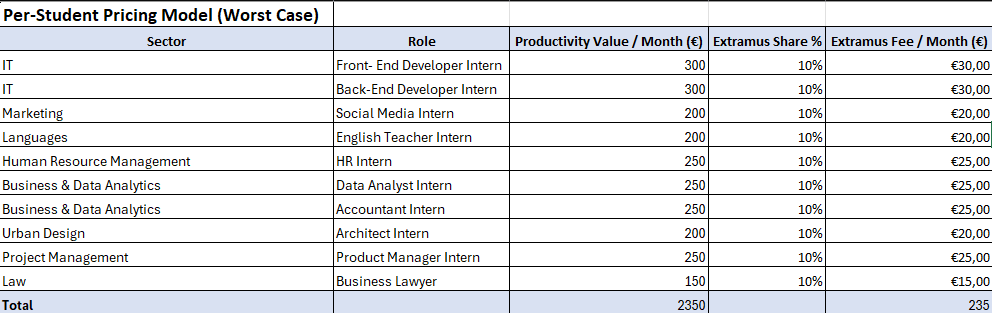 Per-Student Pricing Model (Worst Case)
Sector Role Productivity Value / Month (€) Extramus Share % Extramus Fee / Month (€)
IT Front- End Developer Intern 300 10% €30,00
IT Back-End Developer Intern 300 10% €30,00
Marketing Social Media Intern 200 10% €20,00
Languages English Teacher Intern 200 10% €20,00
Human Resource Management HR Intern 250 10% €25,00
Business & Data Analytics Data Analyst Intern 250 10% €25,00
Business & Data Analytics Accountant Intern 250 10% €25,00
Urban Design Architect Intern 200 10% €20,00
Project Management Product Manager Intern 250 10% €25,00
Law Business Lawyer 150 10% €15,00
Total 2350 235